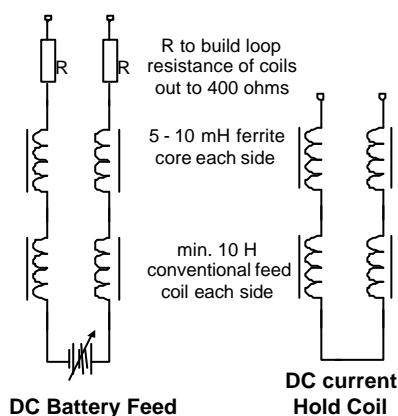 R
R
R to build loop
resistance of coils
out to 400 ohms
5 - 10 mH ferrite
core each side
min. 10 H
conventional feed
coil each side
DC Battery Feed
DC current
Hold Coil